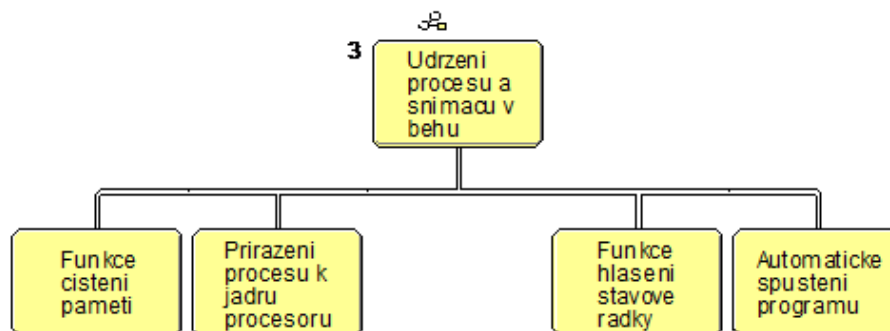 3
Udrzeni
procesu a
snimacu v
behu
Funkce
cisteni
pameti
Prirazeni
procesu k
jadru
procesoru
Funkce
hlaseni
stavove
radky
Automaticke
spusteni
programu